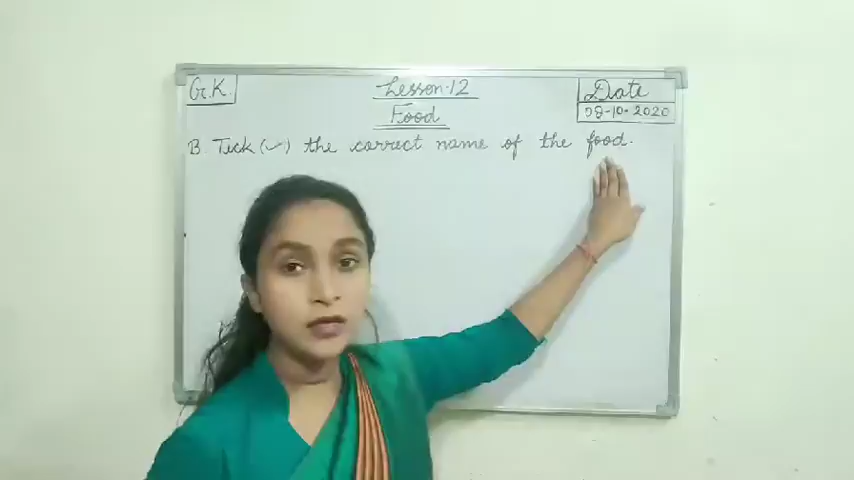 G.K.
Lesson-12
Date
Food
08-10-2020
B. Tick (✓) the correct name of the food.